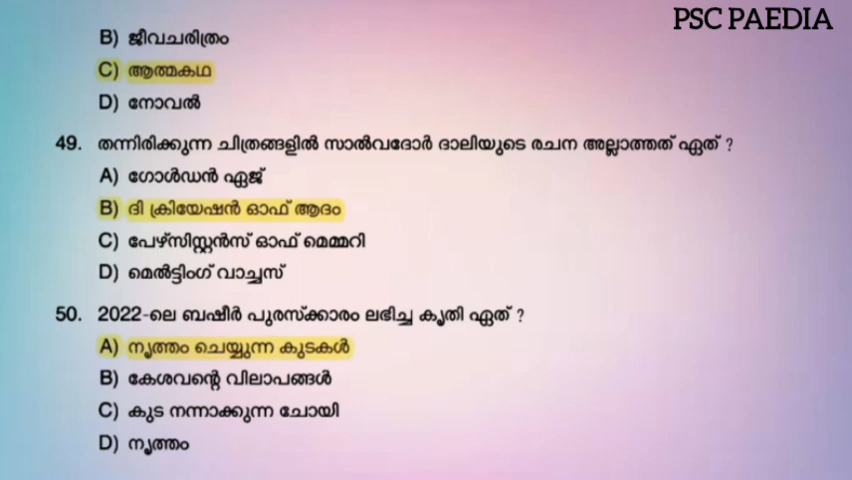 PSC PAEDIA
B) ജീവചരിത്രം
C) ആത്മകഥ
D) നോവൽ
49. തന്നിരിക്കുന്ന ചിത്രങ്ങളിൽ സാൽവദോർ ദാലിയുടെ രചന അല്ലാത്തത് ഏത് ?
A) ഗോൾഡൻ ഏജ്
B) ദി ക്രിയേഷൻ ഓഫ് ആദം
C) പേഴ്സിസ്റ്റൻസ് ഓഫ് മെമ്മറി
D) മെൽട്ടിംഗ് വാച്ചസ്
50. 2022-ലെ ബഷീർ പുരസ്ക്കാരം ലഭിച്ച കൃതി ഏത് ?
A) നൃത്തം ചെയ്യുന്ന കുടകൾ
B) കേശവന്റെ വിലാപങ്ങൾ
C) കുട നന്നാക്കുന്ന ചോയി
D) നൃത്തം